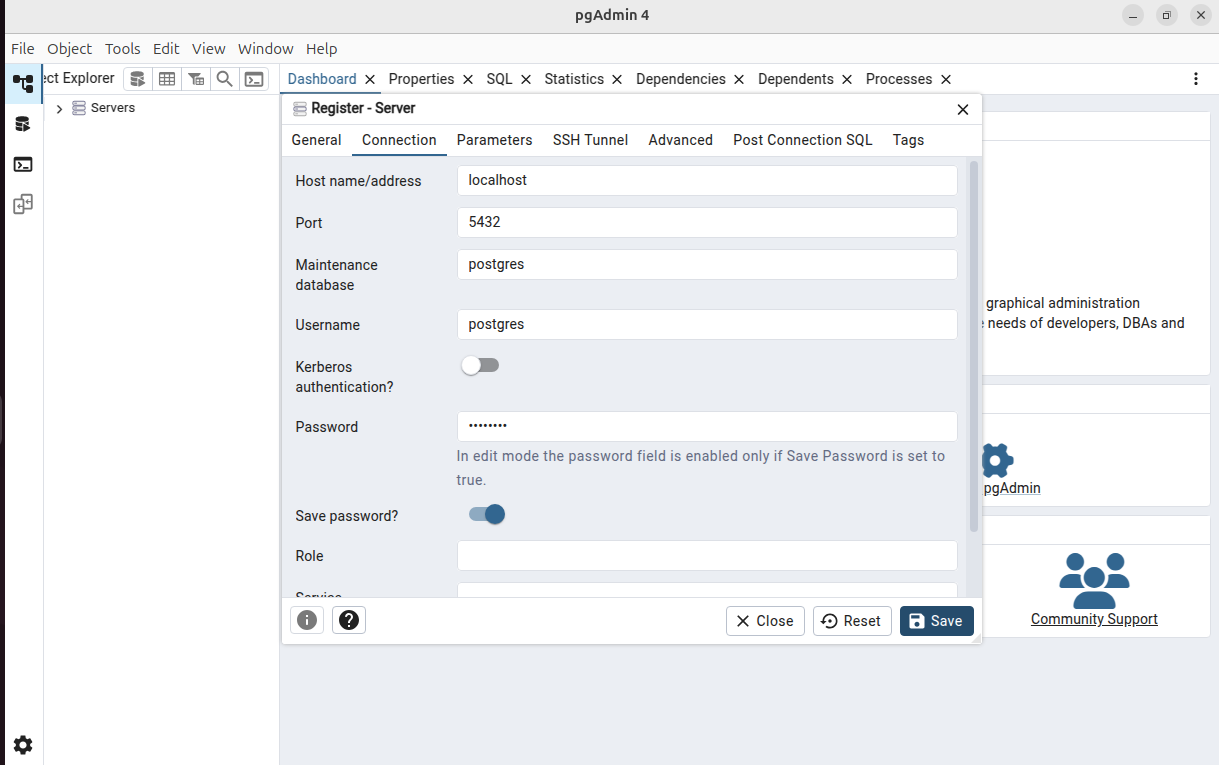 pgAdmin 4
File Object Tools Edit View Window Help
ect Explorer
Dashboard Properties SQL Statistics Dependencies Dependents Processes
Servers
Register - Server
General Connection Parameters SSH Tunnel Advanced Post Connection SQL Tags
Host name/address localhost
Port 5432
Maintenance database postgres
Username postgres
Kerberos authentication?
Password ••••••••
In edit mode the password field is enabled only if Save Password is set to
true.
Save password?
Role
Service
Close Reset Save
graphical administration
needs of developers, DBAs and
pgAdmin
Community Support